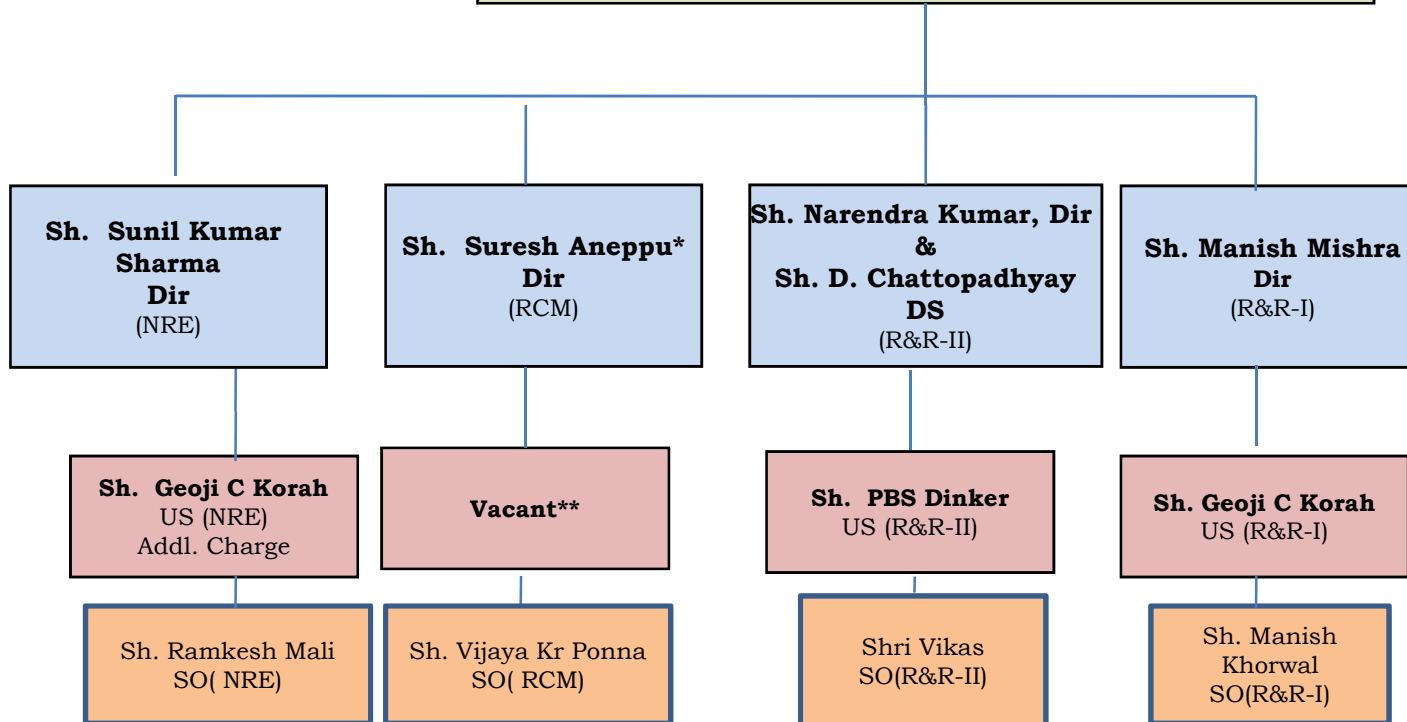 Sh. Sunil Kumar
Sharma
Dir
(NRE)
Sh. Suresh Aneppu*
Dir
(RCM)
Sh. Narendra Kumar, Dir
&
Sh. D. Chattopadhyay
DS
(R&R-II)
Sh. Manish Mishra
Dir
(R&R-I)
Sh. Geoji C Korah
US (NRE)
Addl. Charge
Vacant**
Sh. PBS Dinker
US (R&R-II)
Sh. Geoji C Korah
US (R&R-I)
Sh. Ramkesh Mali
SO( NRE)
Sh. Vijaya Kr Ponna
SO( RCM)
Shri Vikas
SO(R&R-II)
Sh. Manish
Khorwal
SO(R&R-I)